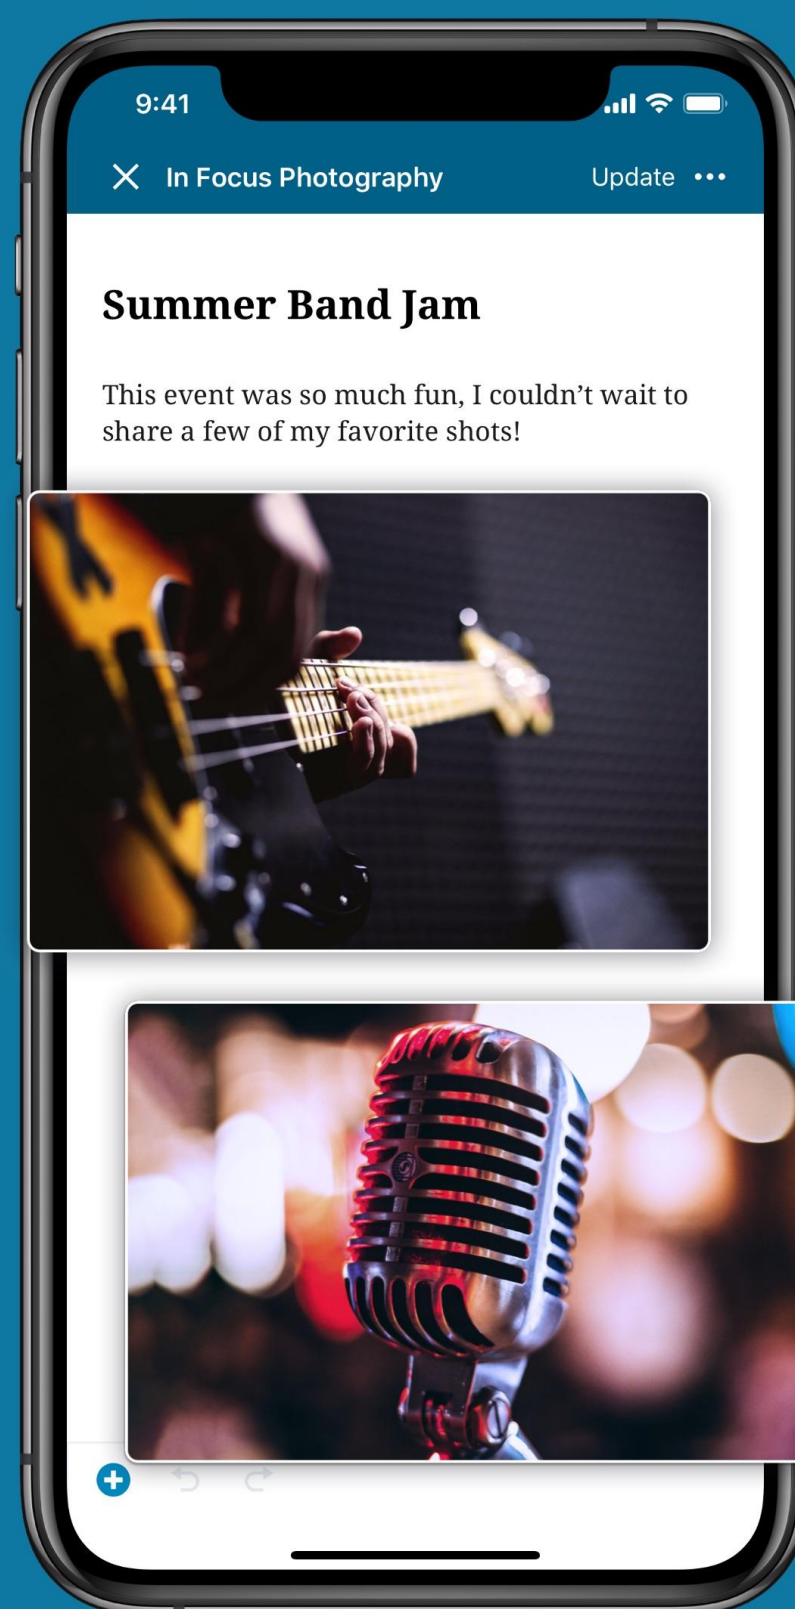 9:41
In Focus Photography
Update
Summer Band Jam
This event was so much fun, I couldn’t wait to
share a few of my favorite shots!